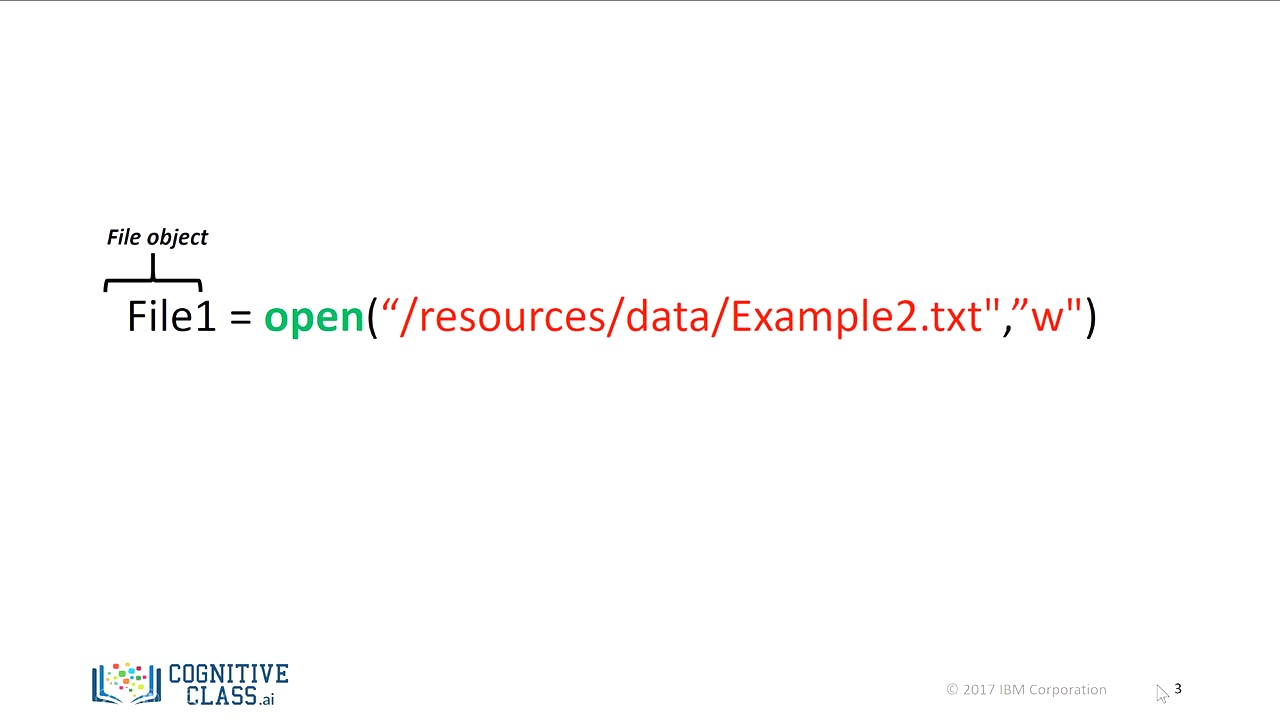 File object
File1 = open(“/resources/data/Example2.txt",”w")
COGNITIVE
CLASS.ai
© 2017 IBM Corporation
3